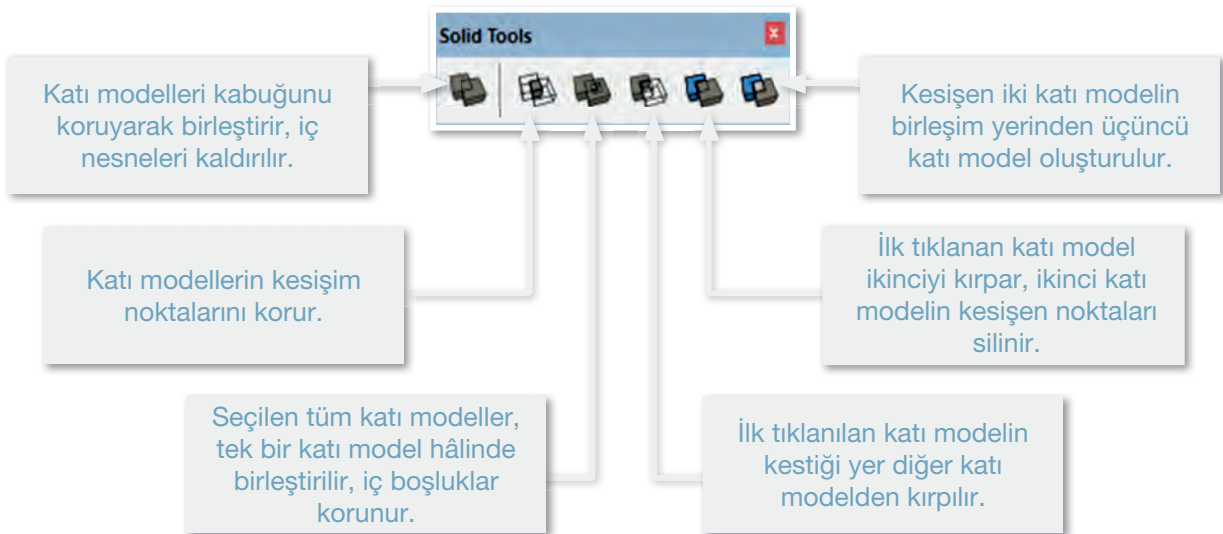 Solid Tools
Katı modelleri kabuğunu
koruyarak birleştirir, iç
nesneleri kaldırılır.
Kesişen iki katı modelin
birleşim yerinden üçüncü
katı model oluşturulur.
Katı modellerin kesişim
noktalarını korur.
İlk tıklanan katı model
ikinciyi kırpar, ikinci katı
modelin kesişen noktaları
silinir.
Seçilen tüm katı modeller,
tek bir katı model hâlinde
birleştirilir, iç boşluklar
korunur.
İlk tıklanılan katı modelin
kestiği yer diğer katı
modelden kırpılır.